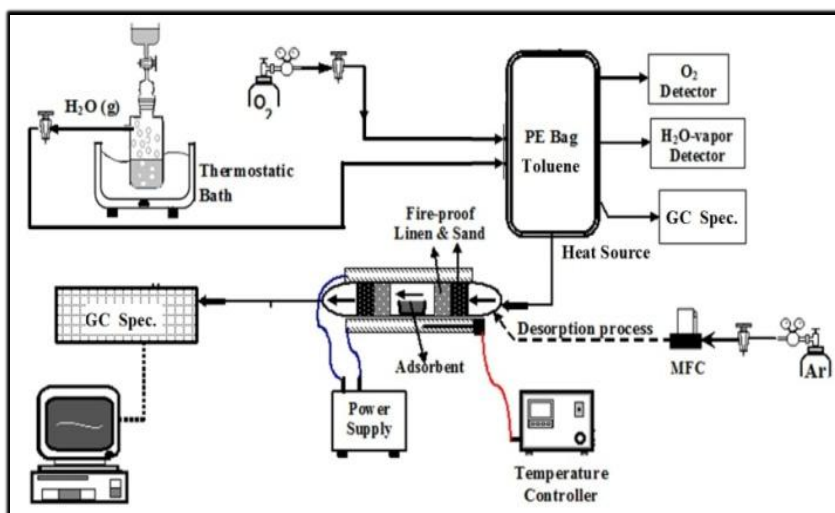 H₂O (g)
Thermostatic
Bath
O₂
PE Bag
Toluene
O₂
Detector
H₂O-vapor
Detector
GC Spec.
Fire-proof
Linen & Sand
Heat Source
GC Spec.
Adsorbent
Desorption process
MFC
Ar
Power
Supply
Temperature
Controller